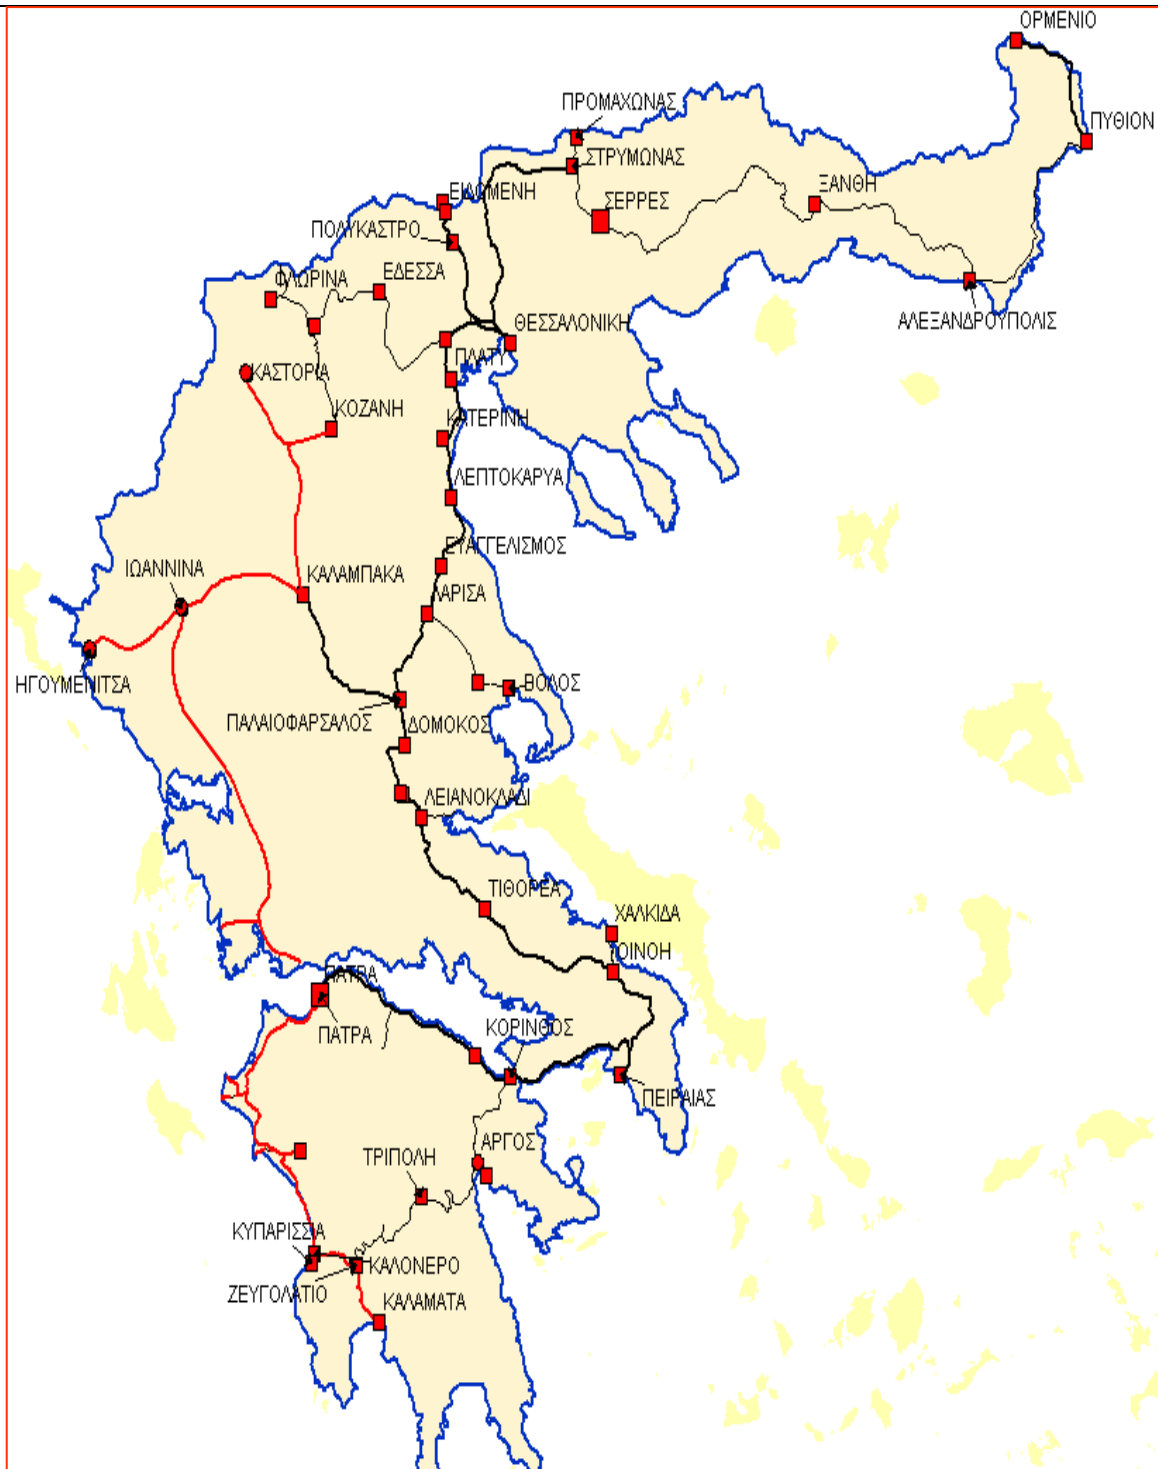 ΟΡΜΕΝΙΟ
ΠΡΟΜΑΧΩΝΑΣ
ΠΥΘΙΟΝ
ΣΤΡΥΜΩΝΑΣ
ΞΑΝΘΗ
ΕΙΔΟΜΕΝΗ
ΣΕΡΡΕΣ
ΠΟΛΥΚΑΣΤΡΟ
ΕΔΕΣΣΑ
ΦΛΩΡΙΝΑ
ΑΛΕΞΑΝΔΡΟΥΠΟΛΙΣ
ΘΕΣΣΑΛΟΝΙΚΗ
ΠΛΑΤΥ
ΚΑΣΤΟΡΙΑ
ΚΟΖΑΝΗ
ΚΑΤΕΡΙΝΗ
ΛΕΠΤΟΚΑΡΥΑ
ΕΥΑΓΓΕΛΙΣΜΟΣ
ΙΩΑΝΝΙΝΑ
ΚΑΛΑΜΠΑΚΑ
ΛΑΡΙΣΑ
ΗΓΟΥΜΕΝΙΤΣΑ
ΒΟΛΟΣ
ΠΑΛΑΙΟΦΑΡΣΑΛΟΣ
ΔΟΜΟΚΟΣ
ΛΕΙΑΝΟΚΛΑΔΙ
ΤΙΘΟΡΕΑ
ΧΑΛΚΙΔΑ
ΟΙΝΟΗ
ΠΑΤΡΑ
ΠΑΤΡΑ
ΚΟΡΙΝΘΟΣ
ΠΕΙΡΑΙΑΣ
ΑΡΓΟΣ
ΤΡΙΠΟΛΗ
ΚΥΠΑΡΙΣΣΙΑ
ΚΑΛΟΝΕΡΟ
ΖΕΥΓΟΛΑΤΙΟ
ΚΑΛΑΜΑΤΑ